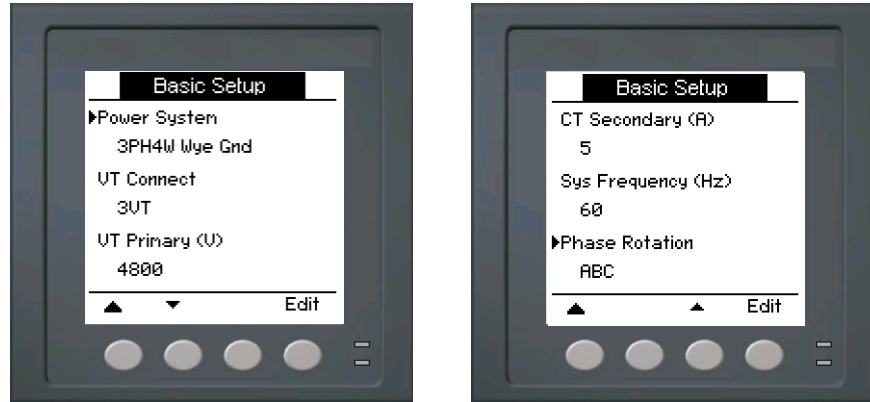 Basic Setup
Power System
3PH4W Wye Gnd
VT Connect
3VT
VT Primary (V)
4800
Edit
Basic Setup
CT Secondary (A)
5
Sys Frequency (Hz)
60
Phase Rotation
ABC
Edit